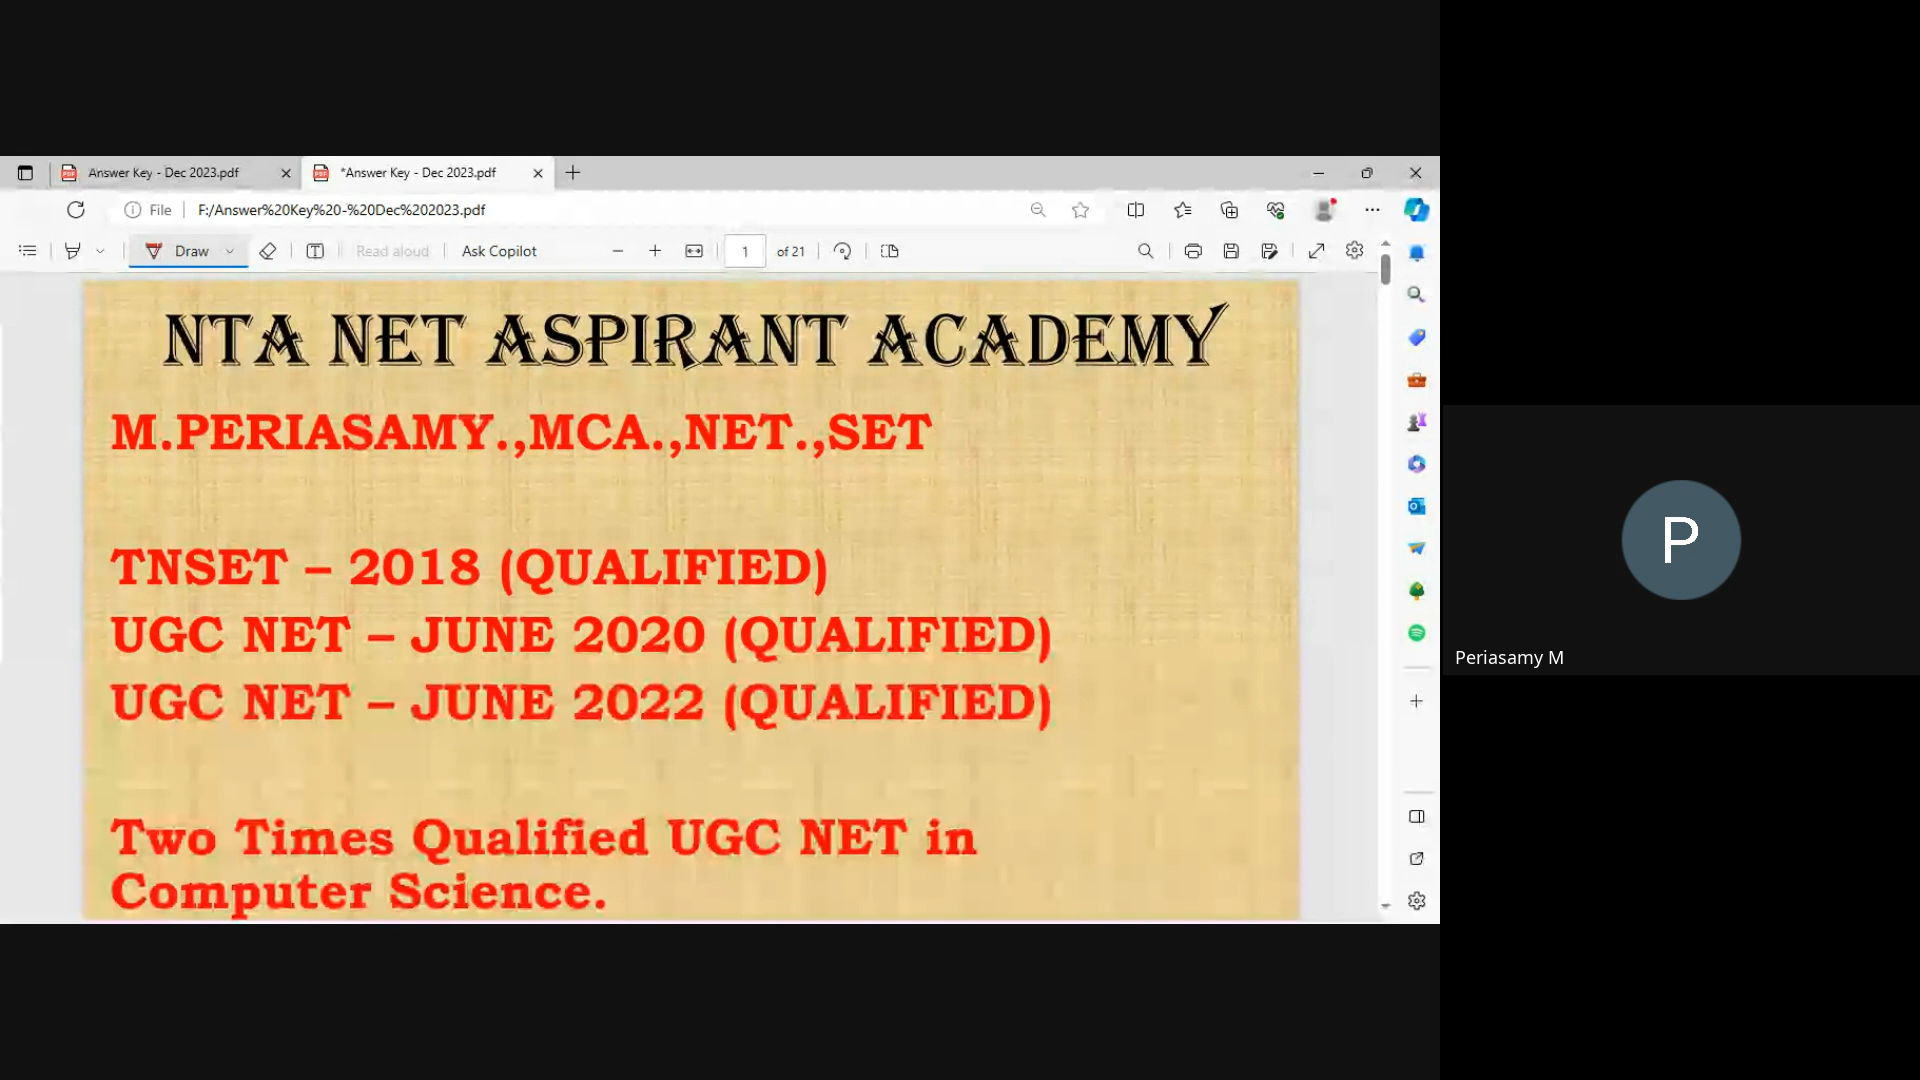 Answer Key - Dec 2023.pdf
*Answer Key - Dec 2023.pdf
File
F:/Answer%20Key%20-%20Dec%202023.pdf
Draw
Read aloud
Ask Copilot
1
of 21
NTA NET ASPIRANT ACADEMY
M.PERIASAMY.,MCA.,NET.,SET
TNSET – 2018 (QUALIFIED)
UGC NET – JUNE 2020 (QUALIFIED)
UGC NET – JUNE 2022 (QUALIFIED)
Two Times Qualified UGC NET in
Computer Science.
P
Periasamy M